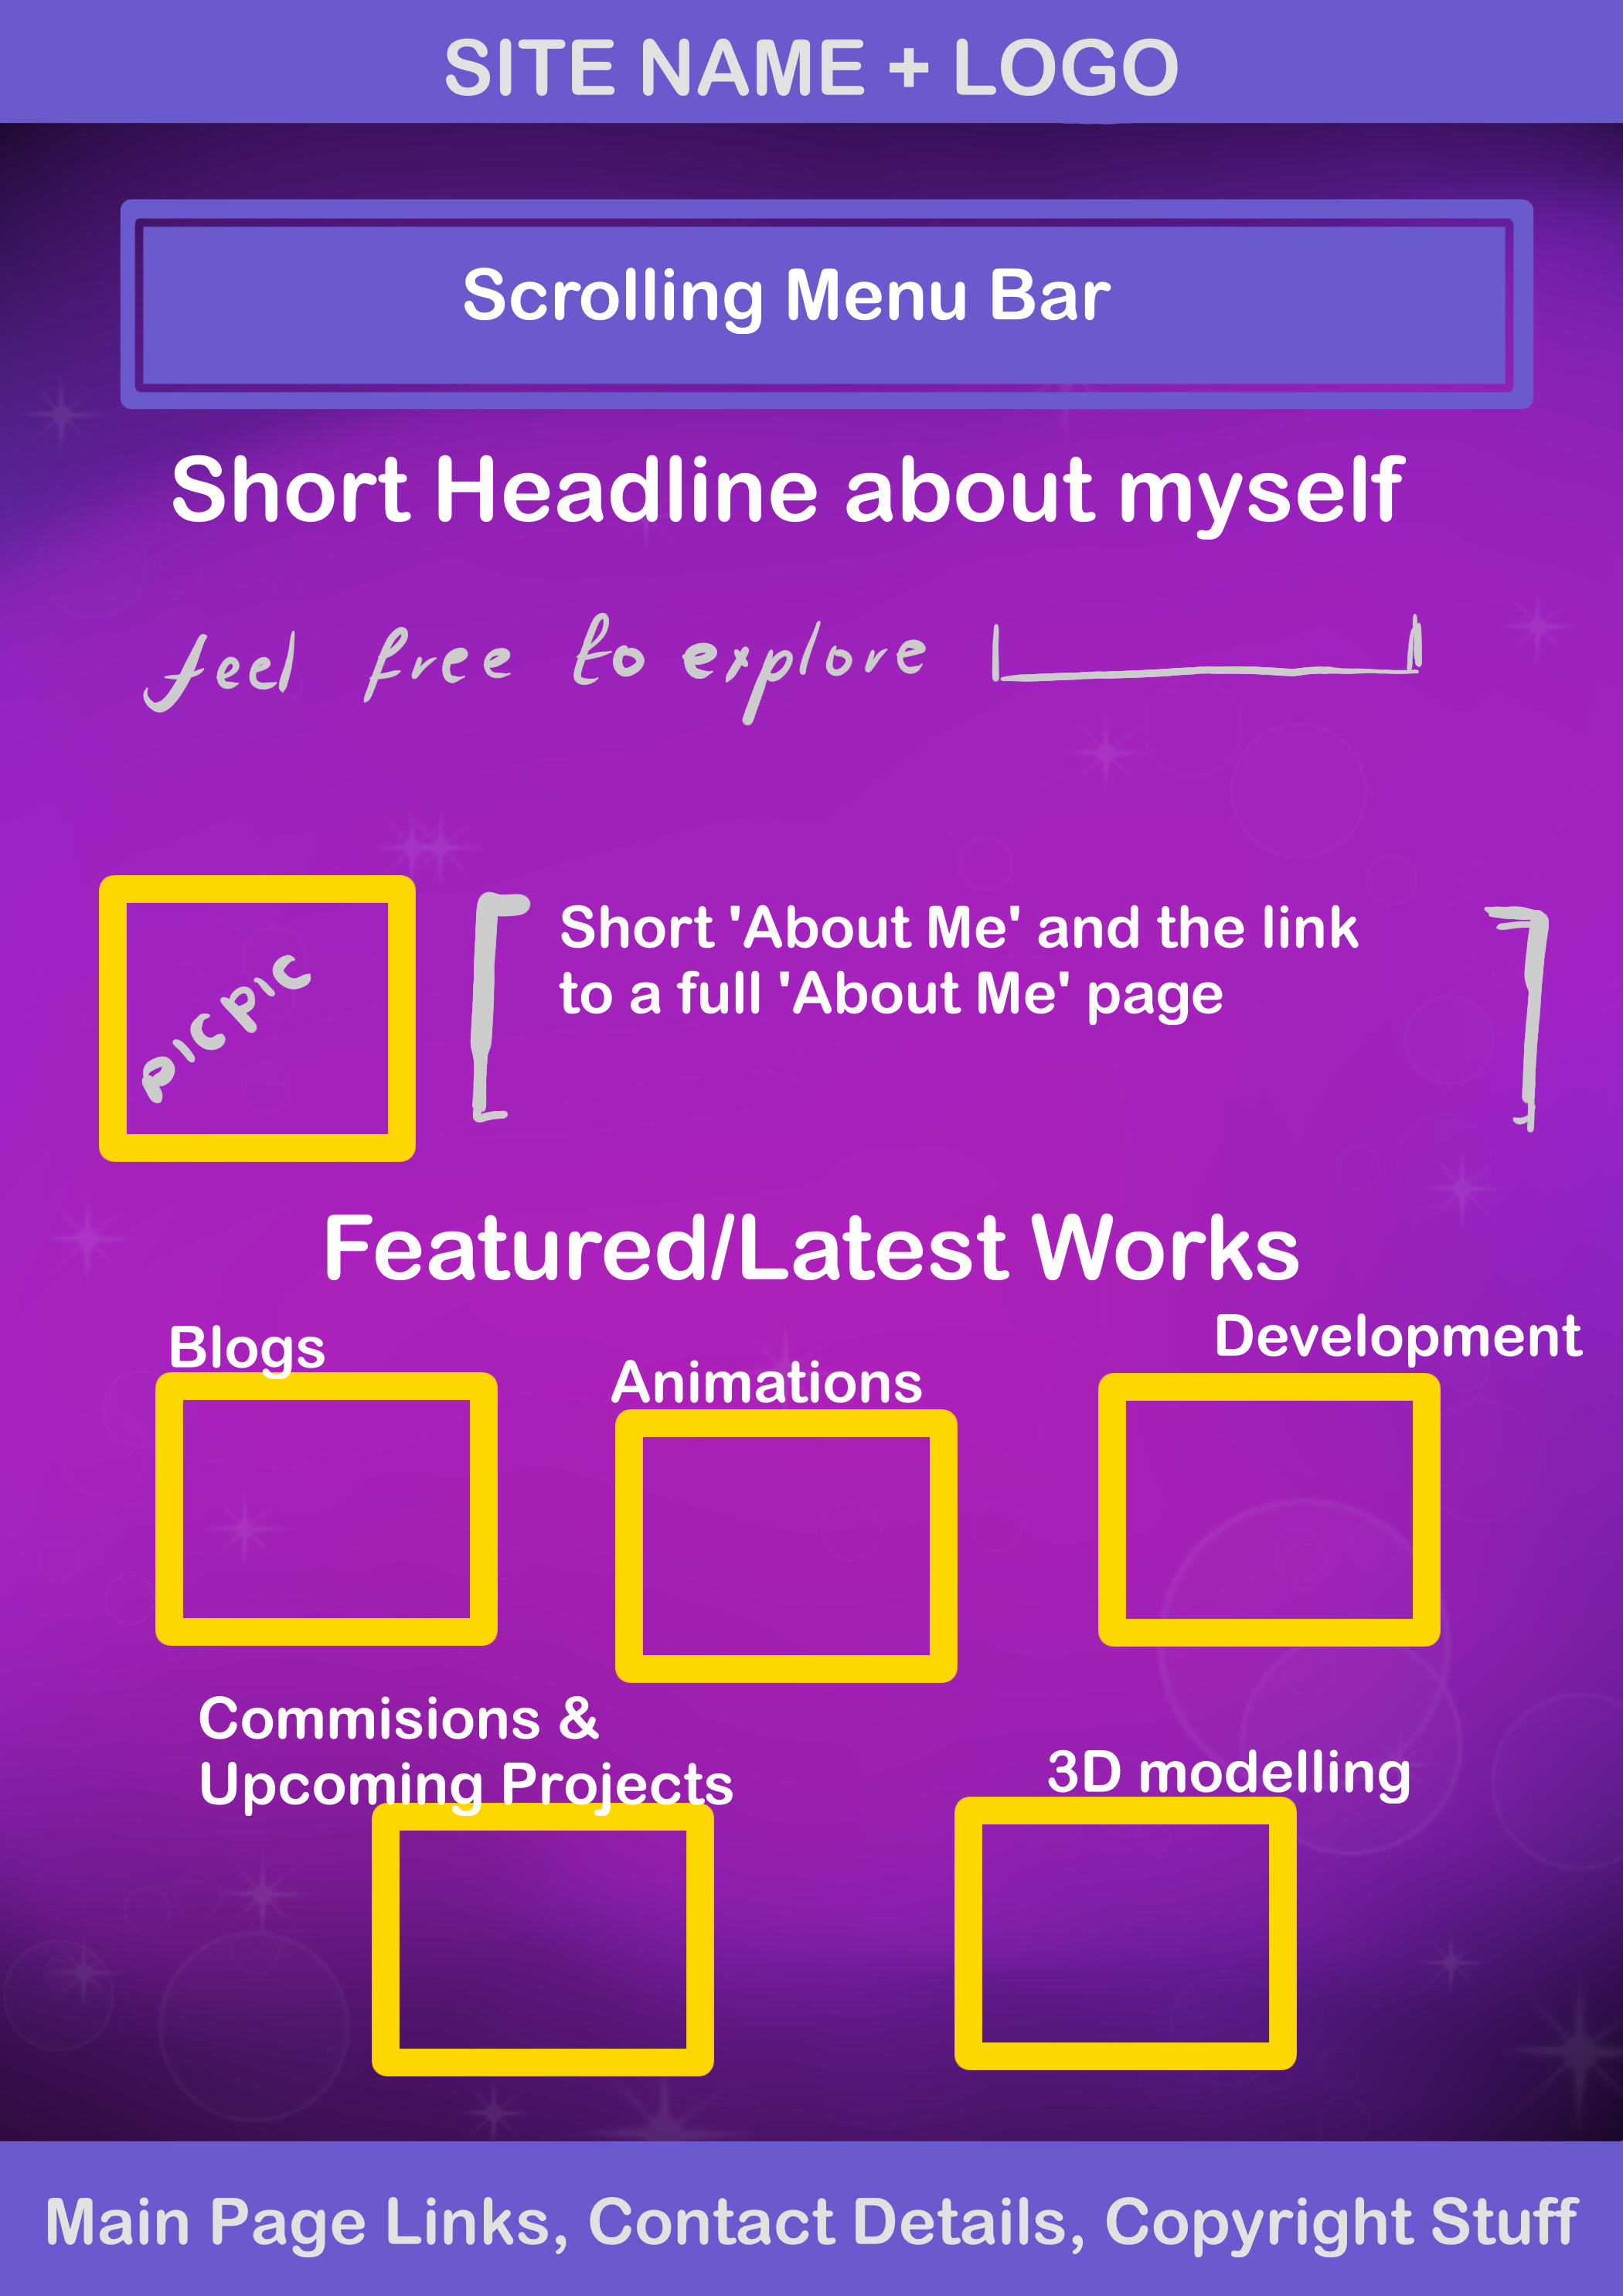 SITE NAME + LOGO
Scrolling Menu Bar
Short Headline about myself
feel free to explore
PICPIC
Short 'About Me' and the link
to a full 'About Me' page
Featured/Latest Works
Blogs
Animations
Development
Commisions &
Upcoming Projects
3D modelling
Main Page Links, Contact Details, Copyright Stuff